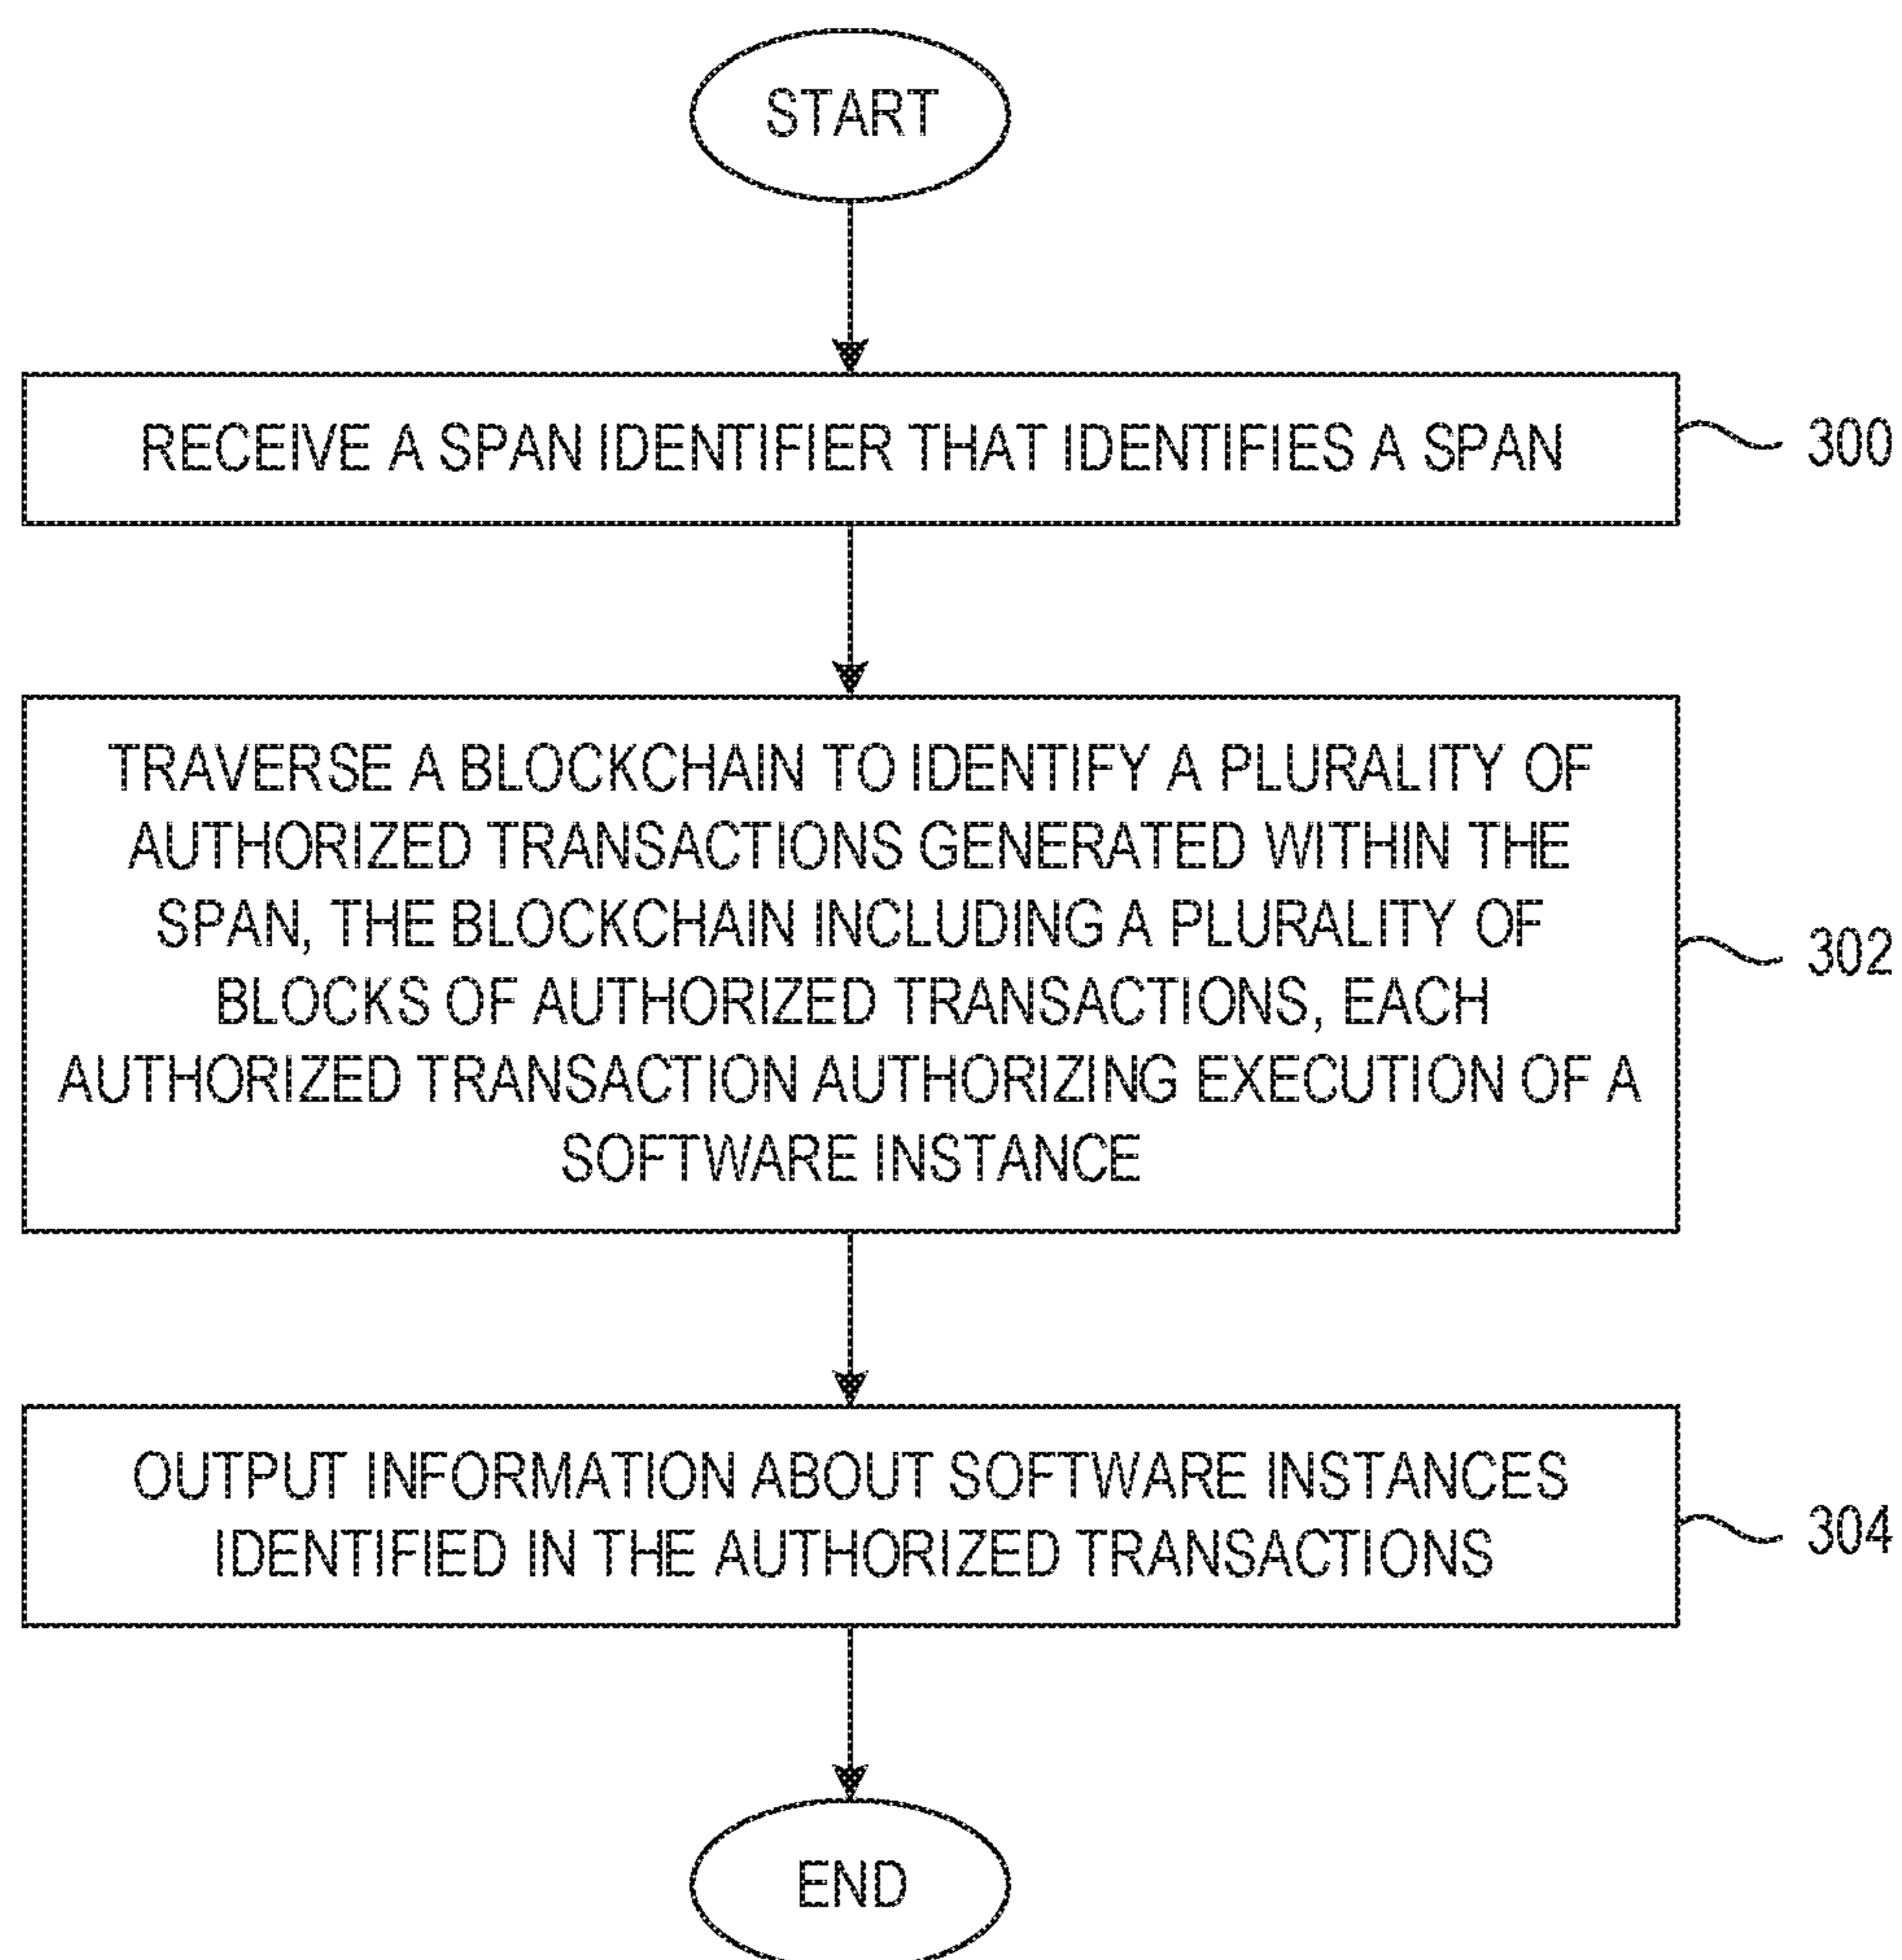 START
RECEIVE A SPAN IDENTIFIER THAT IDENTIFIES A SPAN
300
TRAVERSE A BLOCKCHAIN TO IDENTIFY A PLURALITY OF
AUTHORIZED TRANSACTIONS GENERATED WITHIN THE
SPAN, THE BLOCKCHAIN INCLUDING A PLURALITY OF
BLOCKS OF AUTHORIZED TRANSACTIONS, EACH
AUTHORIZED TRANSACTION AUTHORIZING EXECUTION OF A
SOFTWARE INSTANCE
302
OUTPUT INFORMATION ABOUT SOFTWARE INSTANCES
IDENTIFIED IN THE AUTHORIZED TRANSACTIONS
304
END